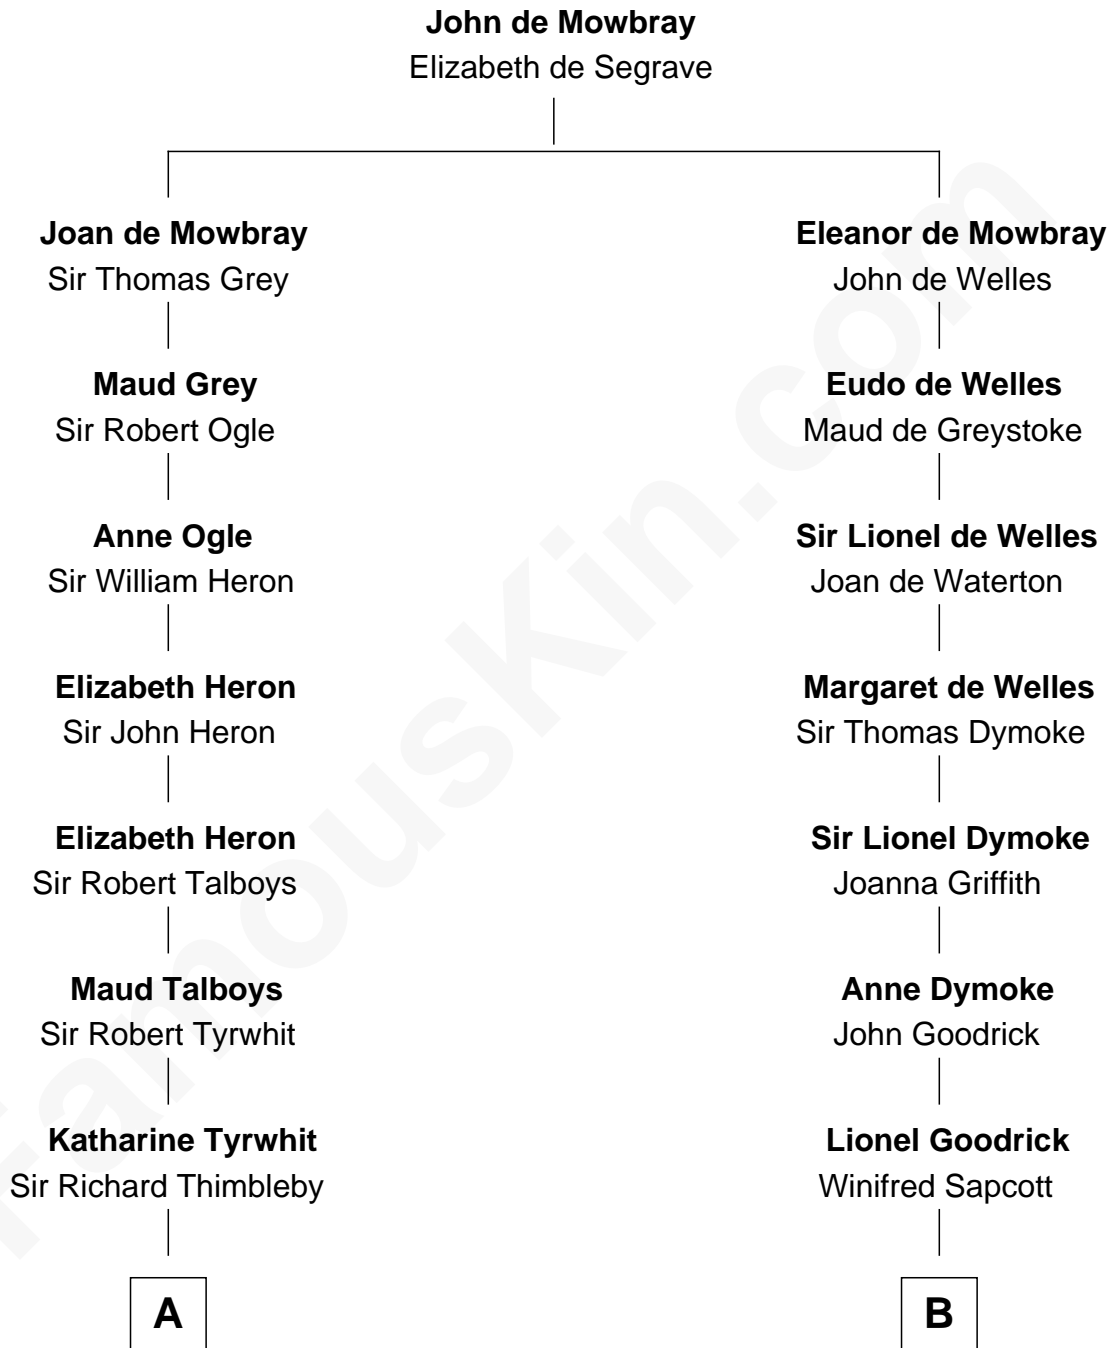 John de Mowbray
Elizabeth de Segrave
Joan de Mowbray
Sir Thomas Grey
Eleanor de Mowbray
John de Welles
Maud Grey
Sir Robert Ogle
Eudo de Welles
Maud de Greystoke
Anne Ogle
Sir William Heron
Sir Lionel de Welles
Joan de Waterton
Elizabeth Heron
Sir John Heron
Margaret de Welles
Sir Thomas Dymoke
Elizabeth Heron
Sir Robert Talboys
Sir Lionel Dymoke
Joanna Griffith
Maud Talboys
Sir Robert Tyrwhit
Anne Dymoke
John Goodrick
Katharine Tyrwhit
Sir Richard Thimbleby
Lionel Goodrick
Winifred Sapcott
A
B
FamousKin.com